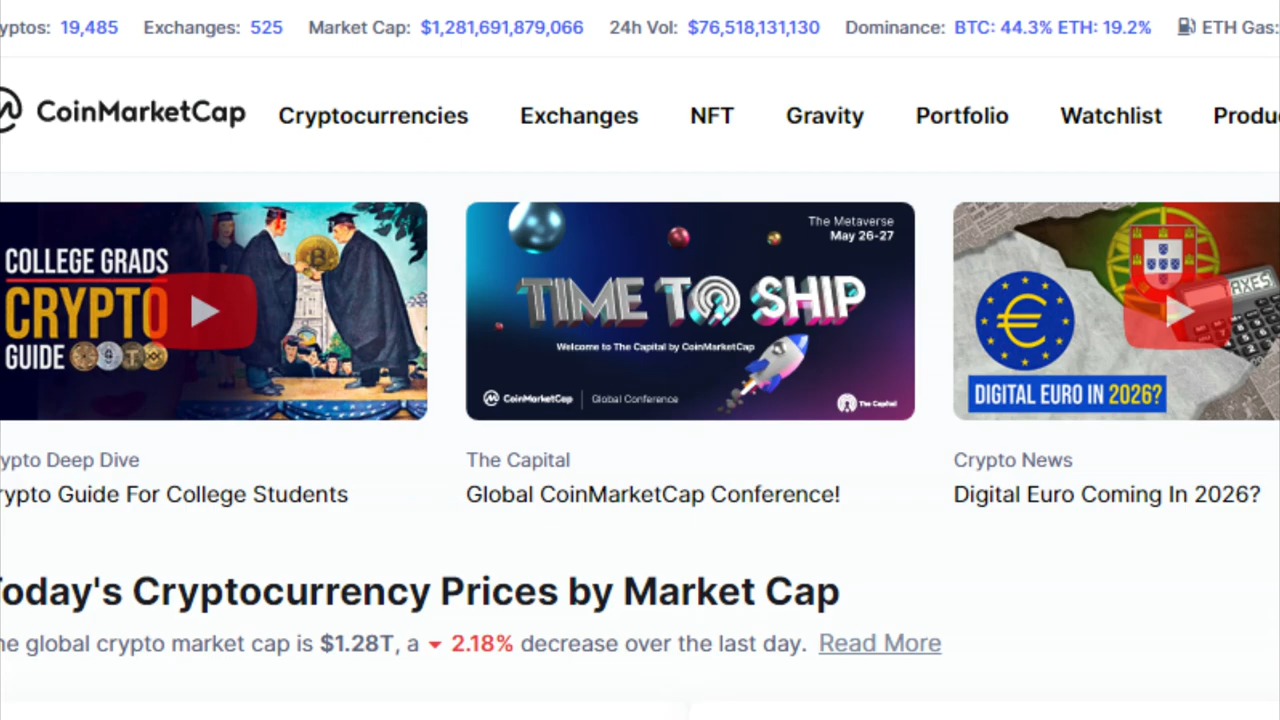 yptos: 19,485 Exchanges: 525 Market Cap: $1,281,691,879,066 24h Vol: $76,518,131,130 Dominance: BTC: 44.3% ETH: 19.2% ETH Gas:
CoinMarketCap Cryptocurrencies Exchanges NFT Gravity Portfolio Watchlist Produ
COLLEGE GRADS
CRYPTO
GUIDE
The Metaverse
May 26-27
TIME TO SHIP
Welcome to The Capital by CoinMarketCap
CoinMarketCap Global Conference The Capital
TAXES
DIGITAL EURO IN 2026?
ypto Deep Dive
rypto Guide For College Students
The Capital
Global CoinMarketCap Conference!
Crypto News
Digital Euro Coming In 2026?
Today's Cryptocurrency Prices by Market Cap
he global crypto market cap is $1.28T, a 2.18% decrease over the last day. Read More